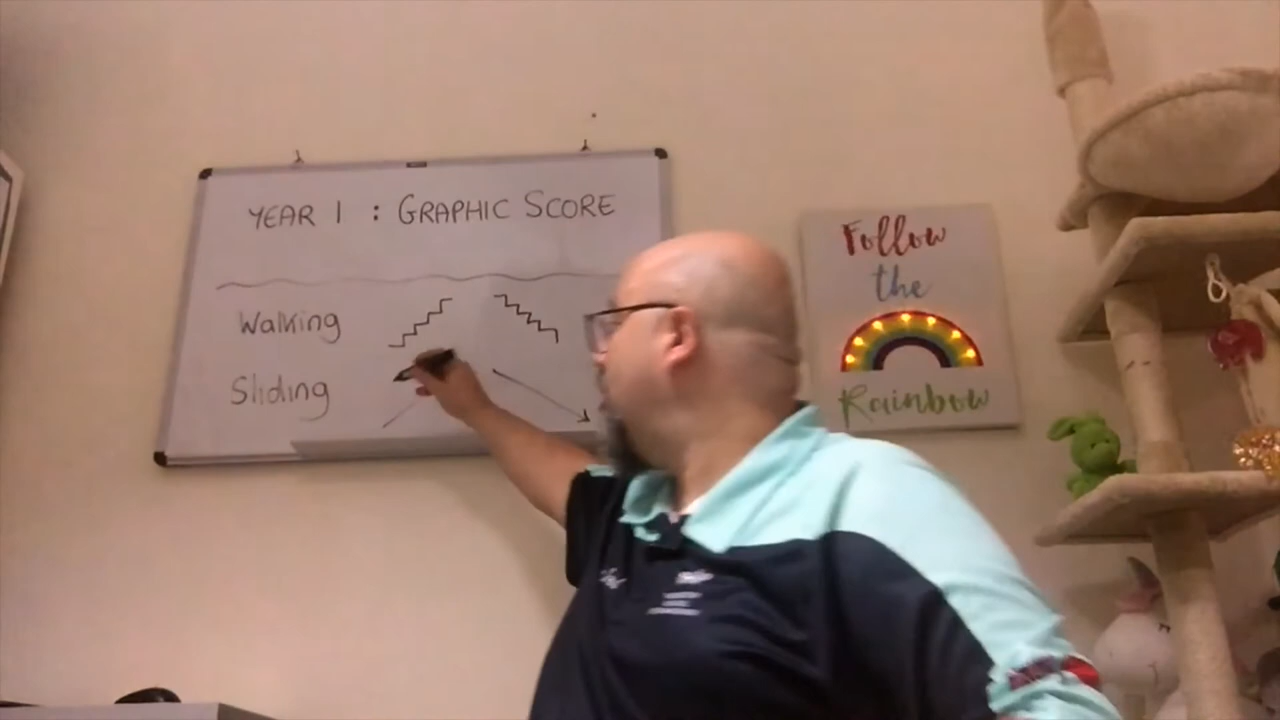 YEAR 1 : GRAPHIC SCORE
Walking
Sliding
Follow
the
Rainbow